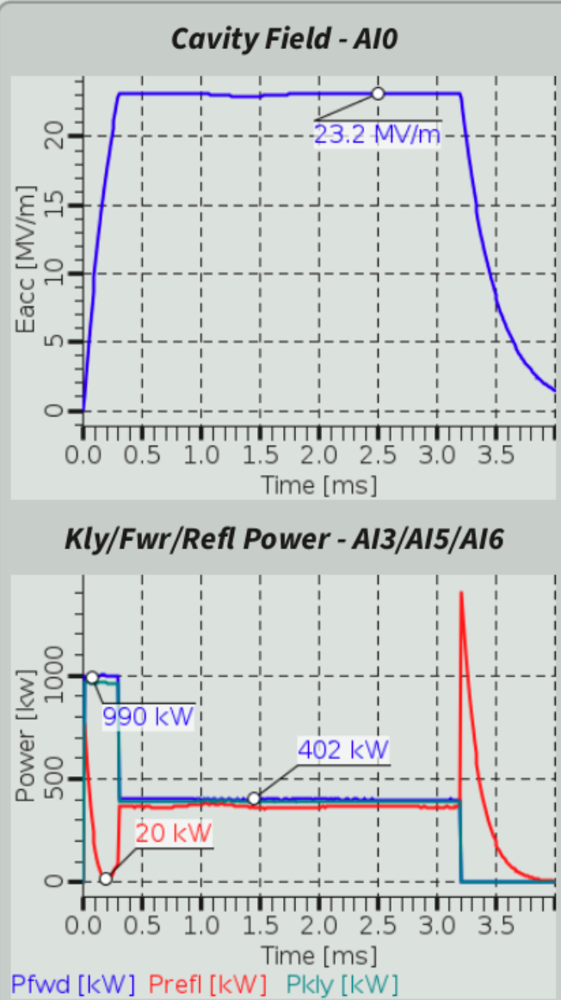 Cavity Field - AI0
Eacc [MV/m]
20
15
10
5
0
23.2 MV/m
0.0 0.5 1.0 1.5 2.0 2.5 3.0 3.5
Time [ms]
Kly/Fwr/Refl Power - AI3/AI5/AI6
Power [kw]
1000
500
0
990 kW
402 kW
20 kW
0.0 0.5 1.0 1.5 2.0 2.5 3.0 3.5
Time [ms]
Pfwd [kW] Prefl [kW] Pkly [kW]